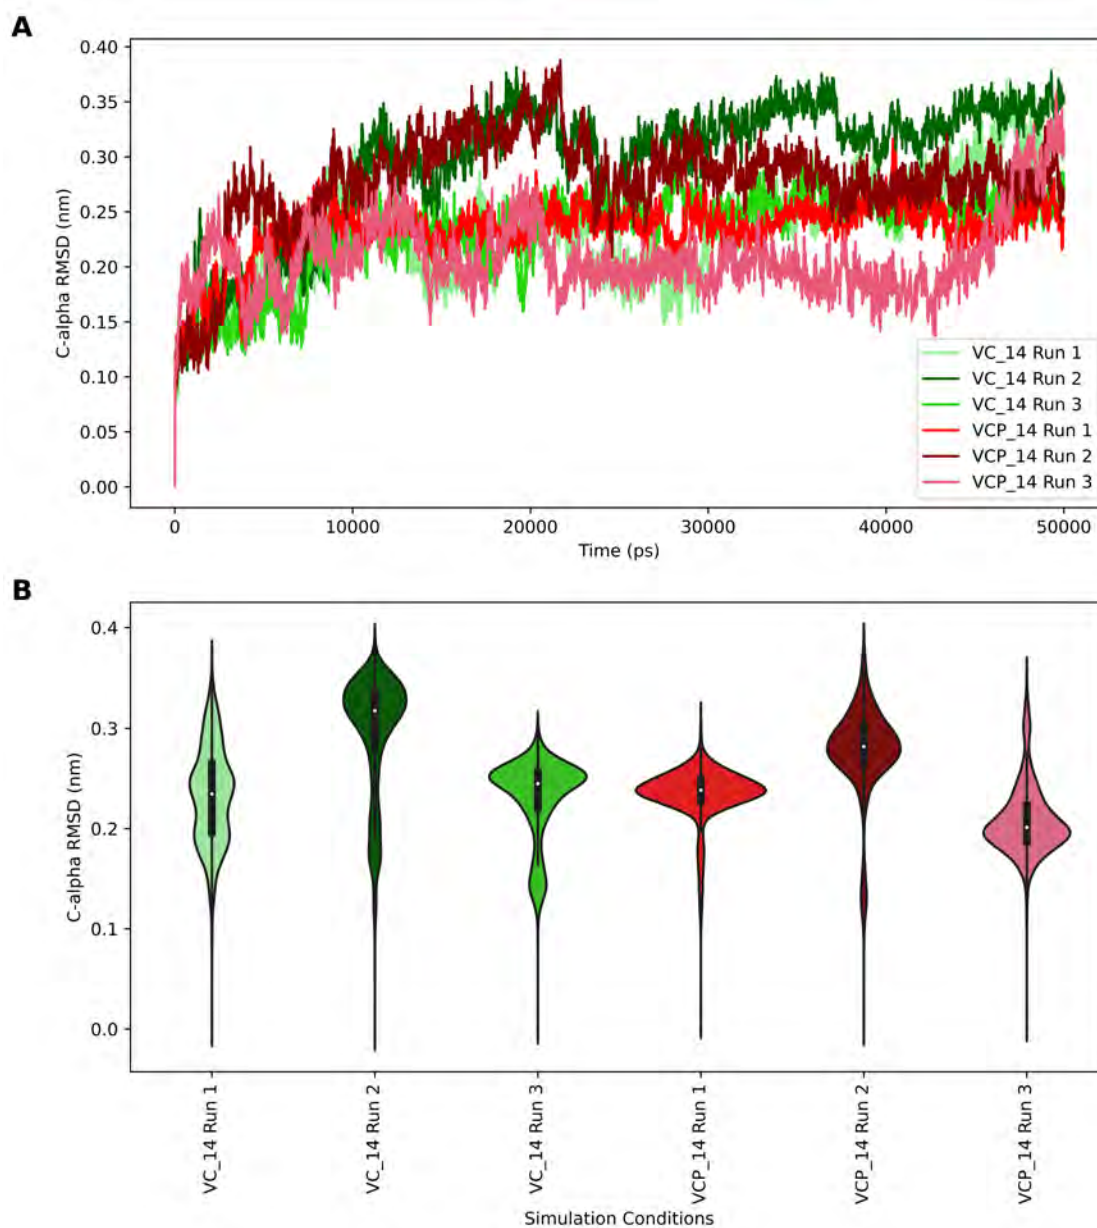 A
0.40
0.35
0.30
0.25
0.20
0.15
0.10
0.05
0.00
C-alpha RMSD (nm)
VC_14 Run 1
VC_14 Run 2
VC_14 Run 3
VCP_14 Run 1
VCP_14 Run 2
VCP_14 Run 3
0 10000 20000 30000 40000 50000
Time (ps)
B
0.4
0.3
0.2
0.1
0.0
C-alpha RMSD (nm)
VC_14 Run 1
VC_14 Run 2
VC_14 Run 3
VCP_14 Run 1
VCP_14 Run 2
VCP_14 Run 3
Simulation Conditions